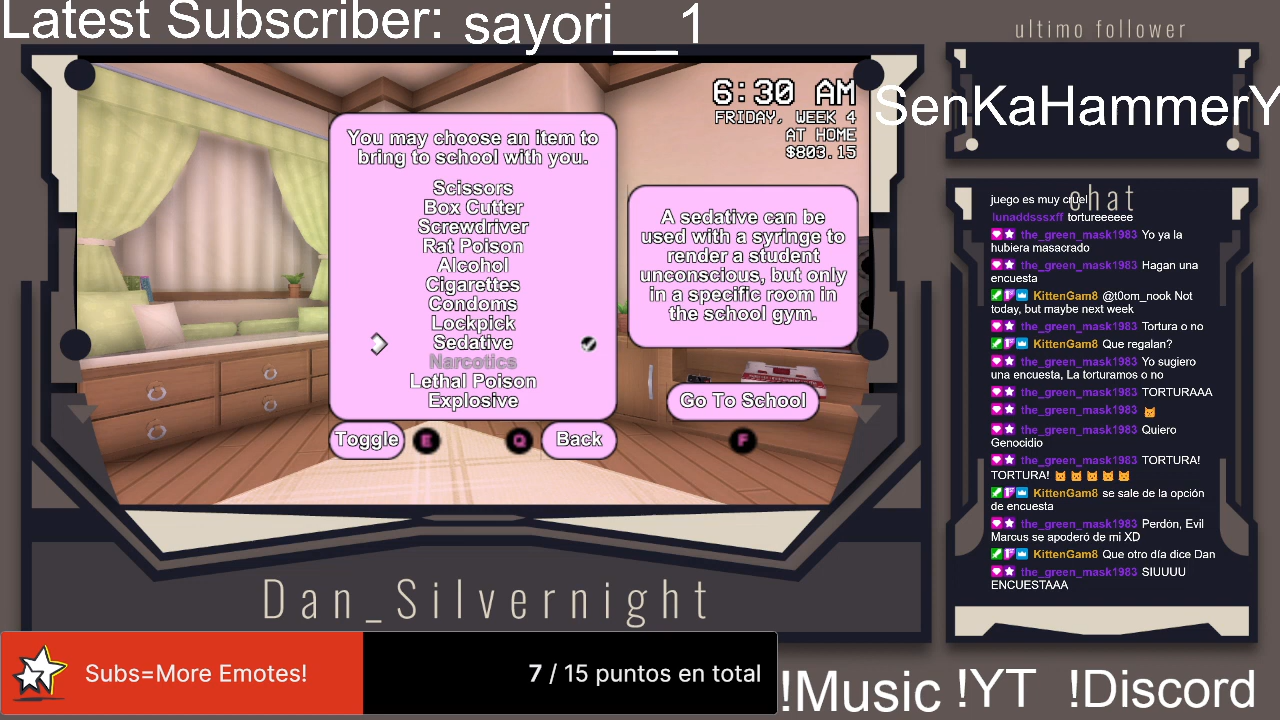 Latest Subscriber: sayori__1
ultimo follower
SenKaHammerY
6:30 AM
FRIDAY, WEEK 4
AT HOME
$803.15
You may choose an item to
bring to school with you.
Scissors
Box Cutter
Screwdriver
Rat Poison
Alcohol
Cigarettes
Condoms
Lockpick
Sedative
Narcotics
Lethal Poison
Explosive
A sedative can be
used with a syringe to
render a student
unconscious, but only
in a specific room in
the school gym.
Go To School
Toggle E Q Back F
chat
juego es muy cruel
lunaddsssxff tortureeeeee
the_green_mask1983 Yo ya la
hubiera masacrado
the_green_mask1983 Hagan una
encuesta
KittenGam8 @t0om_nook Not
today, but maybe next week
the_green_mask1983 Tortura o no
KittenGam8 Que regalan?
the_green_mask1983 Yo sugiero
una encuesta, La torturamos o no
the_green_mask1983 TORTURAAA
the_green_mask1983
the_green_mask1983 Quiero
Genocidio
the_green_mask1983 TORTURA!
TORTURA!
KittenGam8 se sale de la opción
de encuesta
the_green_mask1983 Perdón, Evil
Marcus se apoderó de mi XD
KittenGam8 Que otro día dice Dan
the_green_mask1983 SIUUUU
ENCUESTAAA
Dan_Silvernight
7 Subs=More Emotes! 7 / 15 puntos en total
!Music !YT !Discord